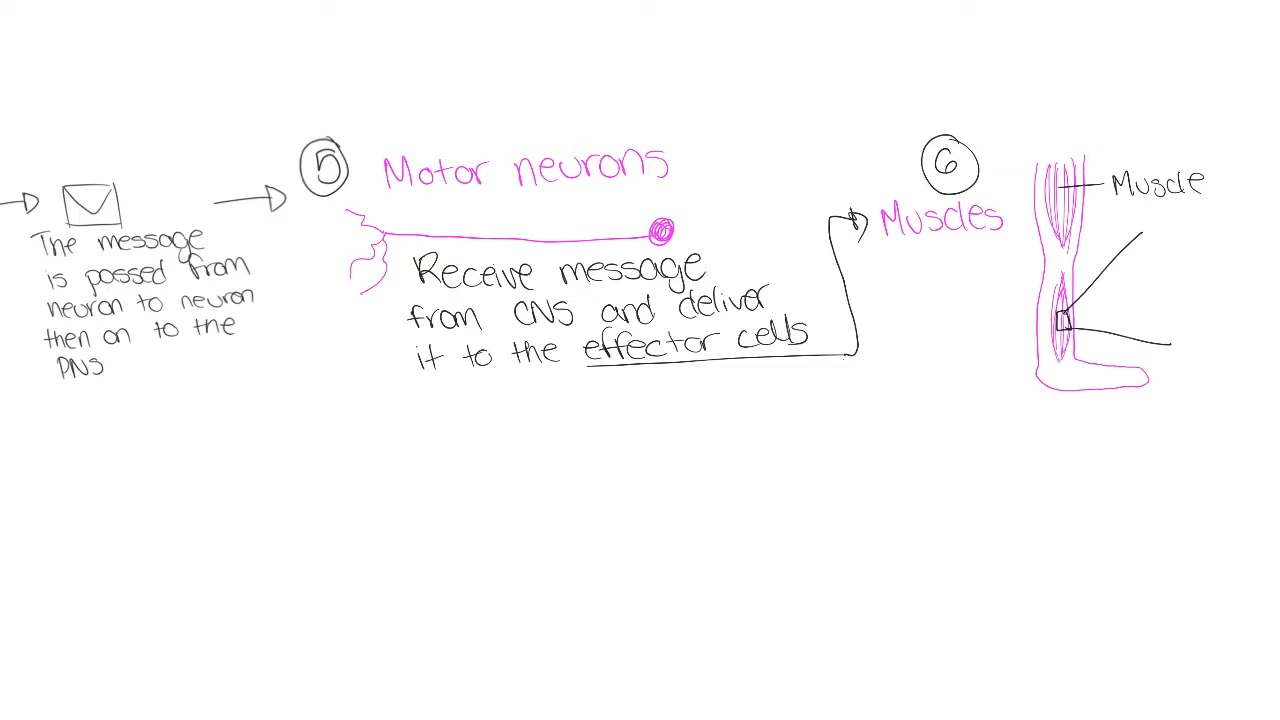 The message
is passed from
neuron to neuron
then on to the
PNS
5 Motor neurons
Receive message
from CNS and deliver
it to the effector cells
6
Muscles
Muscle